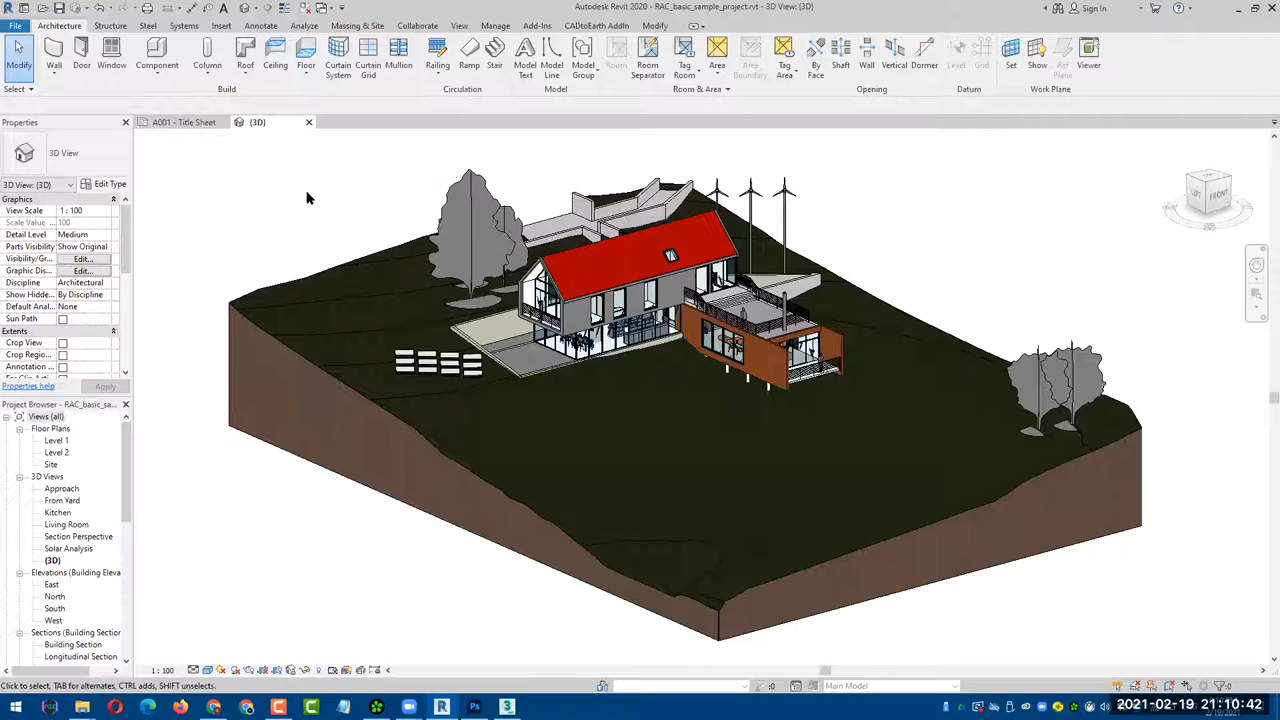 Autodesk Revit 2020 - RAC_basic_sample_project.rvt - 3D View: {3D}
Sign In
File Architecture Structure Steel Systems Insert Annotate Analyze Massing & Site Collaborate View Manage Add-Ins CADtoEarth AddIn Modify
Modify Wall Door Window Component Column Roof Ceiling Floor Curtain System Curtain Grid Mullion Railing Ramp Stair Model Text Model Line Model Group Room Room Separator Tag Room Area Area Boundary Tag Area By Face Shaft Wall Vertical Dormer Level Grid Set Show Ref Plane Viewer
Select Build Circulation Model Room & Area Opening Datum Work Plane
Properties
A001 - Title Sheet
{3D}
3D View
3D View: {3D} Edit Type
Graphics
View Scale 1 : 100
Scale Value 100
Detail Level Medium
Parts Visibility Show Original
Visibility/Gr... Edit...
Graphic Dis... Edit...
Discipline Architectural
Show Hidde... By Discipline
Default Anal... None
Sun Path
Extents
Crop View
Crop Regio...
Annotation
Properties help Apply
Project Browser - RAC_basic_sa...
Views (all)
Floor Plans
Level 1
Level 2
Site
3D Views
Approach
From Yard
Kitchen
Living Room
Section Perspective
Solar Analysis
{3D}
Elevations (Building Eleva
East
North
South
West
Sections (Building Section
Building Section
Longitudinal Section
LEFT FRONT
1 : 100
Click to select, TAB for alternates, CTRL adds, SHIFT unselects.
:0
Main Model
:0
2021-02-19 21:10:42